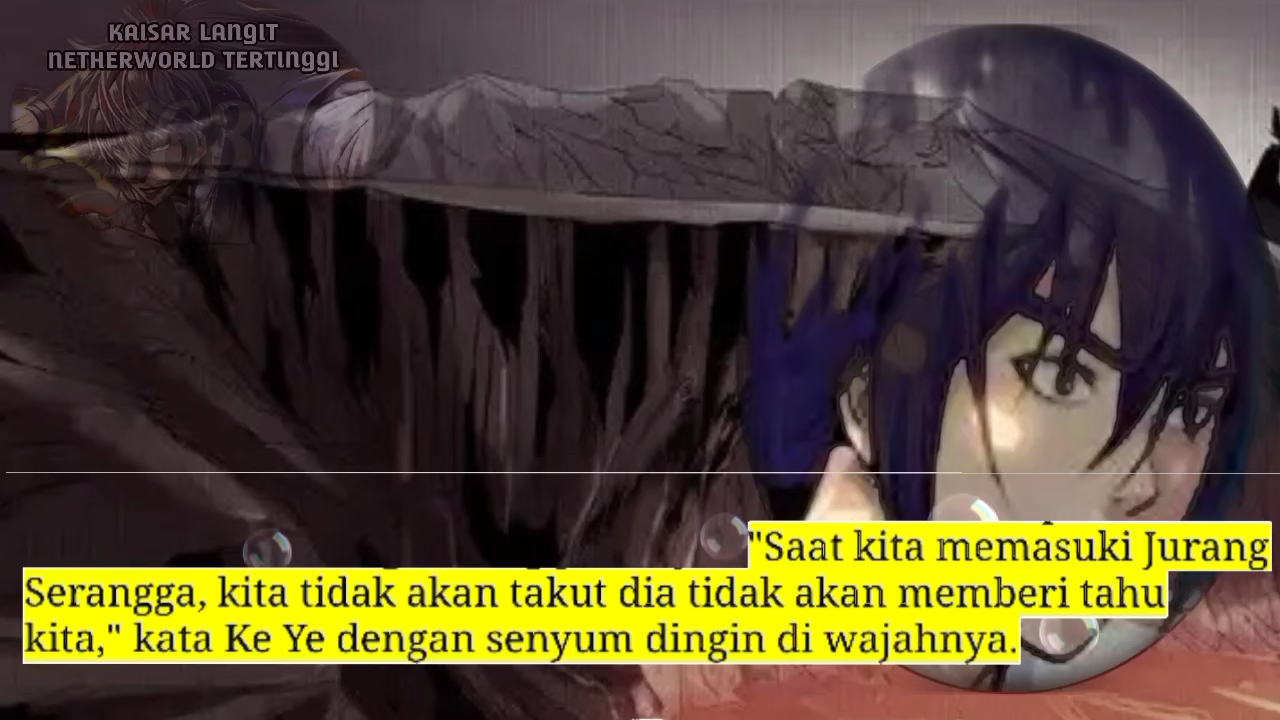 KAISAR LANGIT
NETHERWORLD TERTINGGI
"Saat kita memasuki Jurang
Serangga, kita tidak akan takut dia tidak akan memberi tahu
kita," kata Ke Ye dengan senyum dingin di wajahnya.